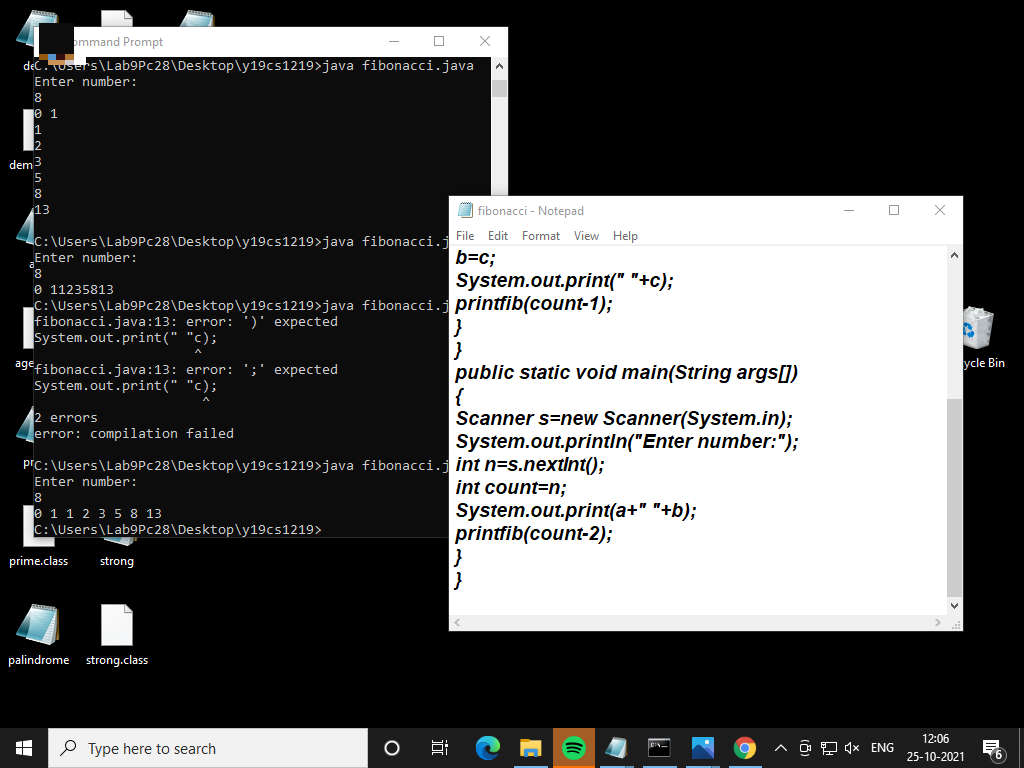 Command Prompt
C:\Users\Lab9Pc28\Desktop\y19cs1219>java fibonacci.java
Enter number:
8
0 1
1
2
3
5
8
13
C:\Users\Lab9Pc28\Desktop\y19cs1219>java fibonacci.j
Enter number:
8
0 11235813
C:\Users\Lab9Pc28\Desktop\y19cs1219>java fibonacci.j
fibonacci.java:13: error: ')' expected
System.out.print(" "c);
^
fibonacci.java:13: error: ';' expected
System.out.print(" "c);
^
2 errors
error: compilation failed
C:\Users\Lab9Pc28\Desktop\y19cs1219>java fibonacci.j
Enter number:
8
0 1 1 2 3 5 8 13
C:\Users\Lab9Pc28\Desktop\y19cs1219>
fibonacci - Notepad
File Edit Format View Help
b=c;
System.out.print(" "+c);
printfib(count-1);
}
}
public static void main(String args[])
{
Scanner s=new Scanner(System.in);
System.out.println("Enter number:");
int n=s.nextInt();
int count=n;
System.out.print(a+" "+b);
printfib(count-2);
}
}
de
dem
age
pr
prime.class
strong
palindrome
strong.class
ycle Bin
Type here to search
ENG
12:06
25-10-2021
6